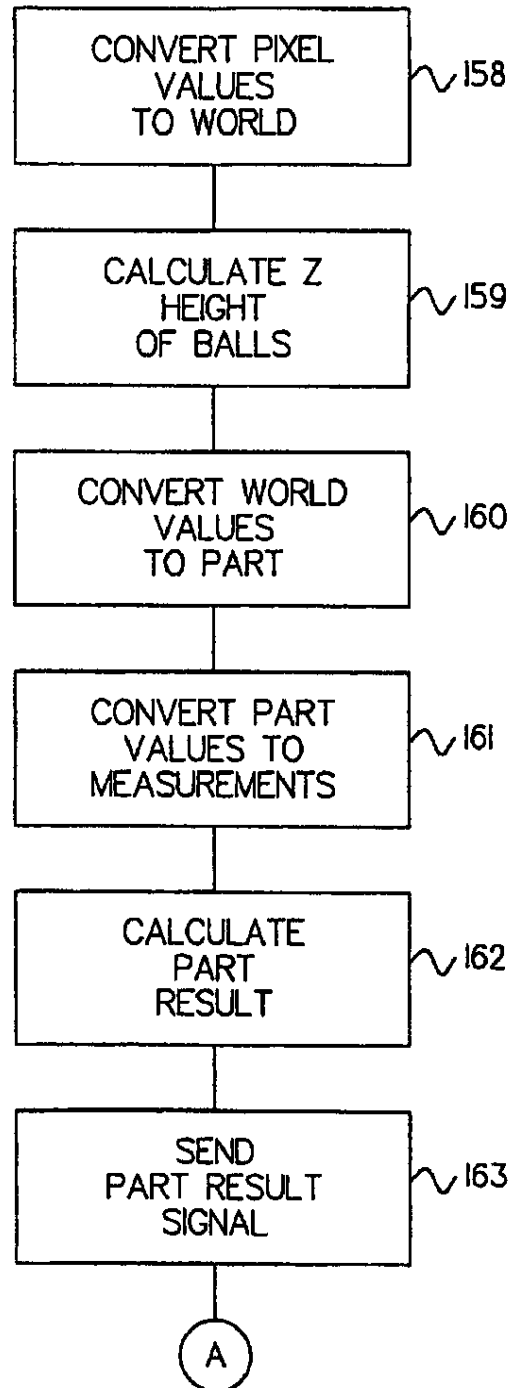 CONVERT PIXEL
VALUES
TO WORLD
158
CALCULATE Z
HEIGHT
OF BALLS
159
CONVERT WORLD
VALUES
TO PART
160
CONVERT PART
VALUES TO
MEASUREMENTS
161
CALCULATE
PART
RESULT
162
SEND
PART RESULT
SIGNAL
163
A